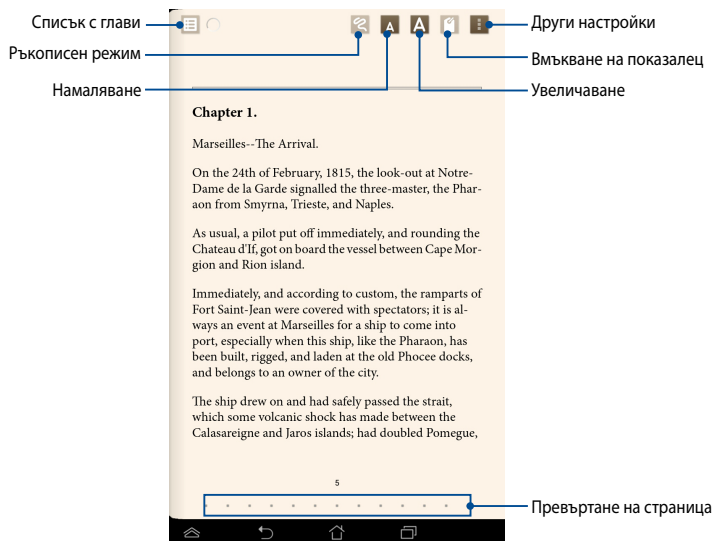 Списък с глави
Ръкописен режим
Намаляване
Други настройки
Вмъкване на показалец
Увеличаване
A
A
Chapter 1.
Marseilles--The Arrival.
On the 24th of February, 1815, the look-out at Notre-
Dame de la Garde signalled the three-master, the Phar-
aon from Smyrna, Trieste, and Naples.
As usual, a pilot put off immediately, and rounding the
Chateau d'If, got on board the vessel between Cape Mor-
gion and Rion island.
Immediately, and according to custom, the ramparts of
Fort Saint-Jean were covered with spectators; it is al-
ways an event at Marseilles for a ship to come into
port, especially when this ship, like the Pharaon, has
been built, rigged, and laden at the old Phocee docks,
and belongs to an owner of the city.
The ship drew on and had safely passed the strait,
which some volcanic shock has made between the
Calasareigne and Jaros islands; had doubled Pomegue,
5
Превъртане на страница